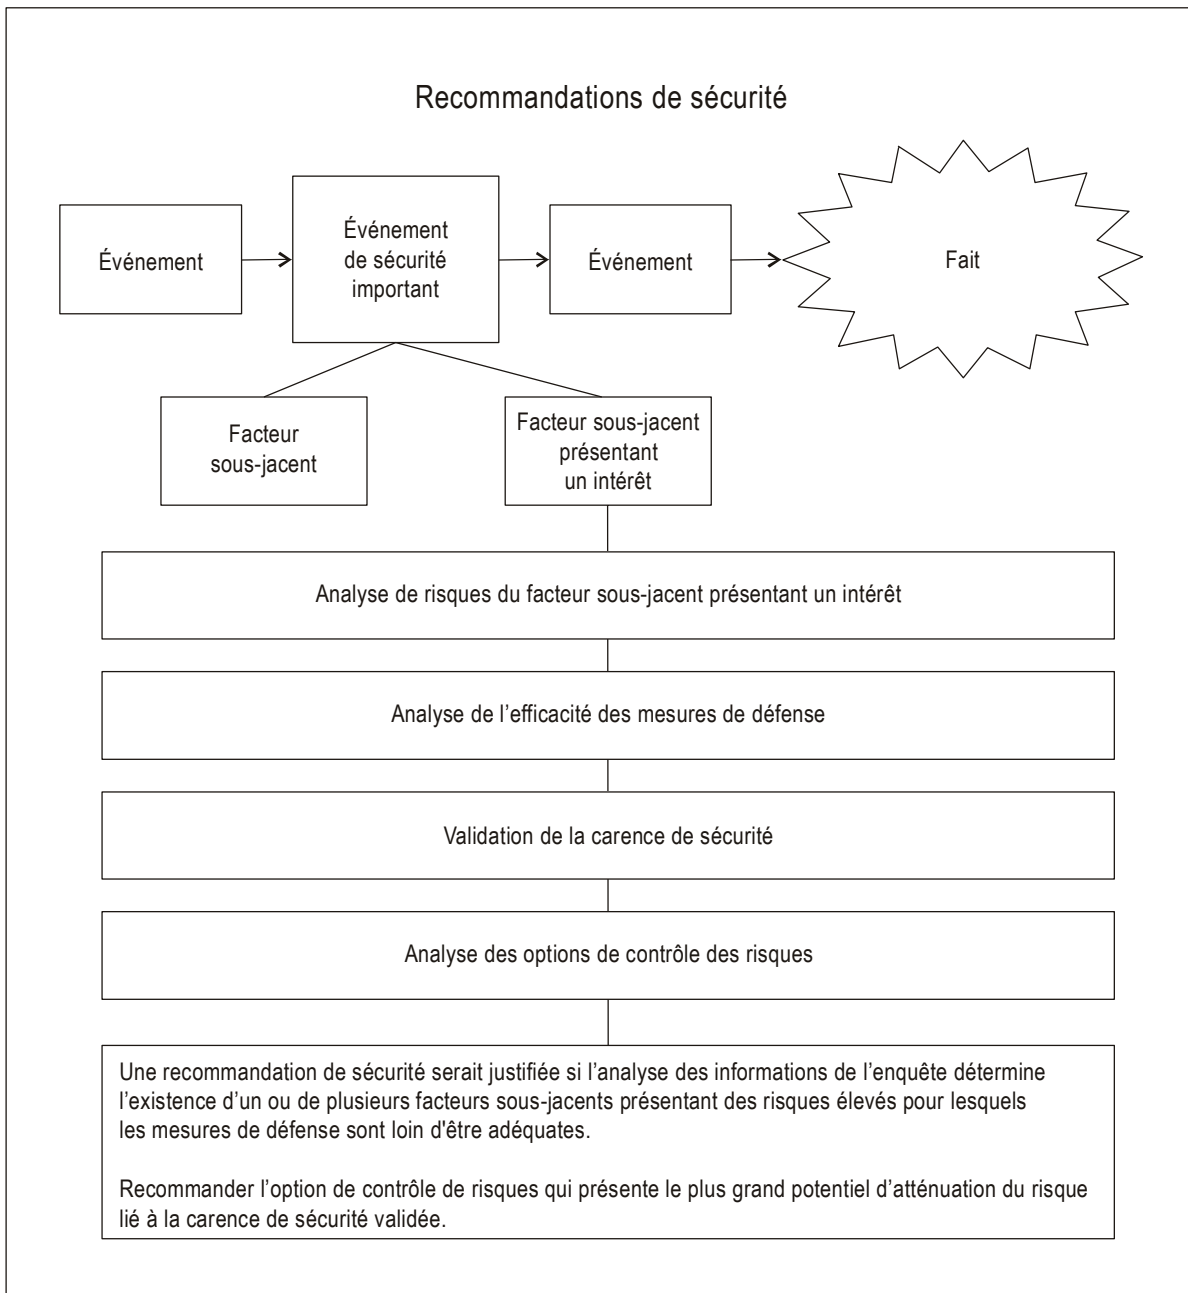 Recommandations de sécurité
Événement
Événement
de sécurité
important
Événement
Fait
Facteur
sous-jacent
Facteur sous-jacent
présentant
un intérêt
Analyse de risques du facteur sous-jacent présentant un intérêt
Analyse de l’efficacité des mesures de défense
Validation de la carence de sécurité
Analyse des options de contrôle des risques
Une recommandation de sécurité serait justifiée si l’analyse des informations de l’enquête détermine
l’existence d’un ou de plusieurs facteurs sous-jacents présentant des risques élevés pour lesquels
les mesures de défense sont loin d'être adéquates.
Recommander l’option de contrôle de risques qui présente le plus grand potentiel d’atténuation du risque
lié à la carence de sécurité validée.